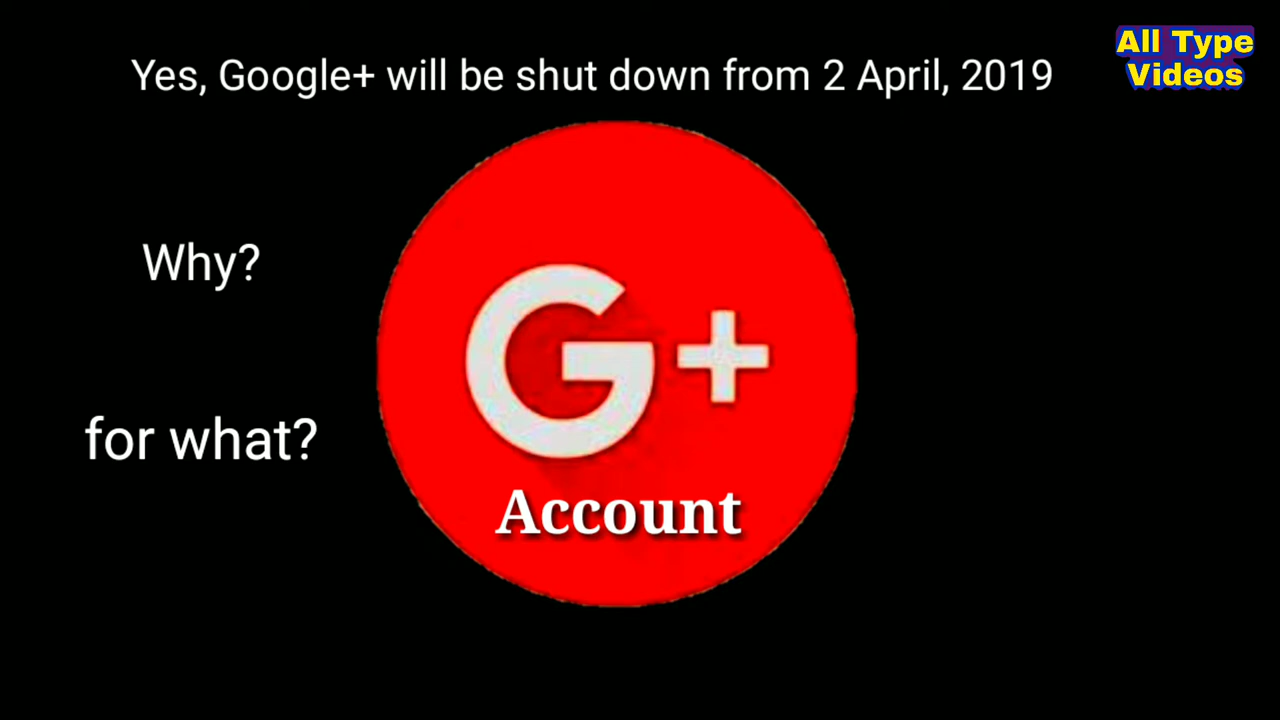 Yes, Google+ will be shut down from 2 April, 2019
All Type
Videos
Why?
for what?
G+
Account